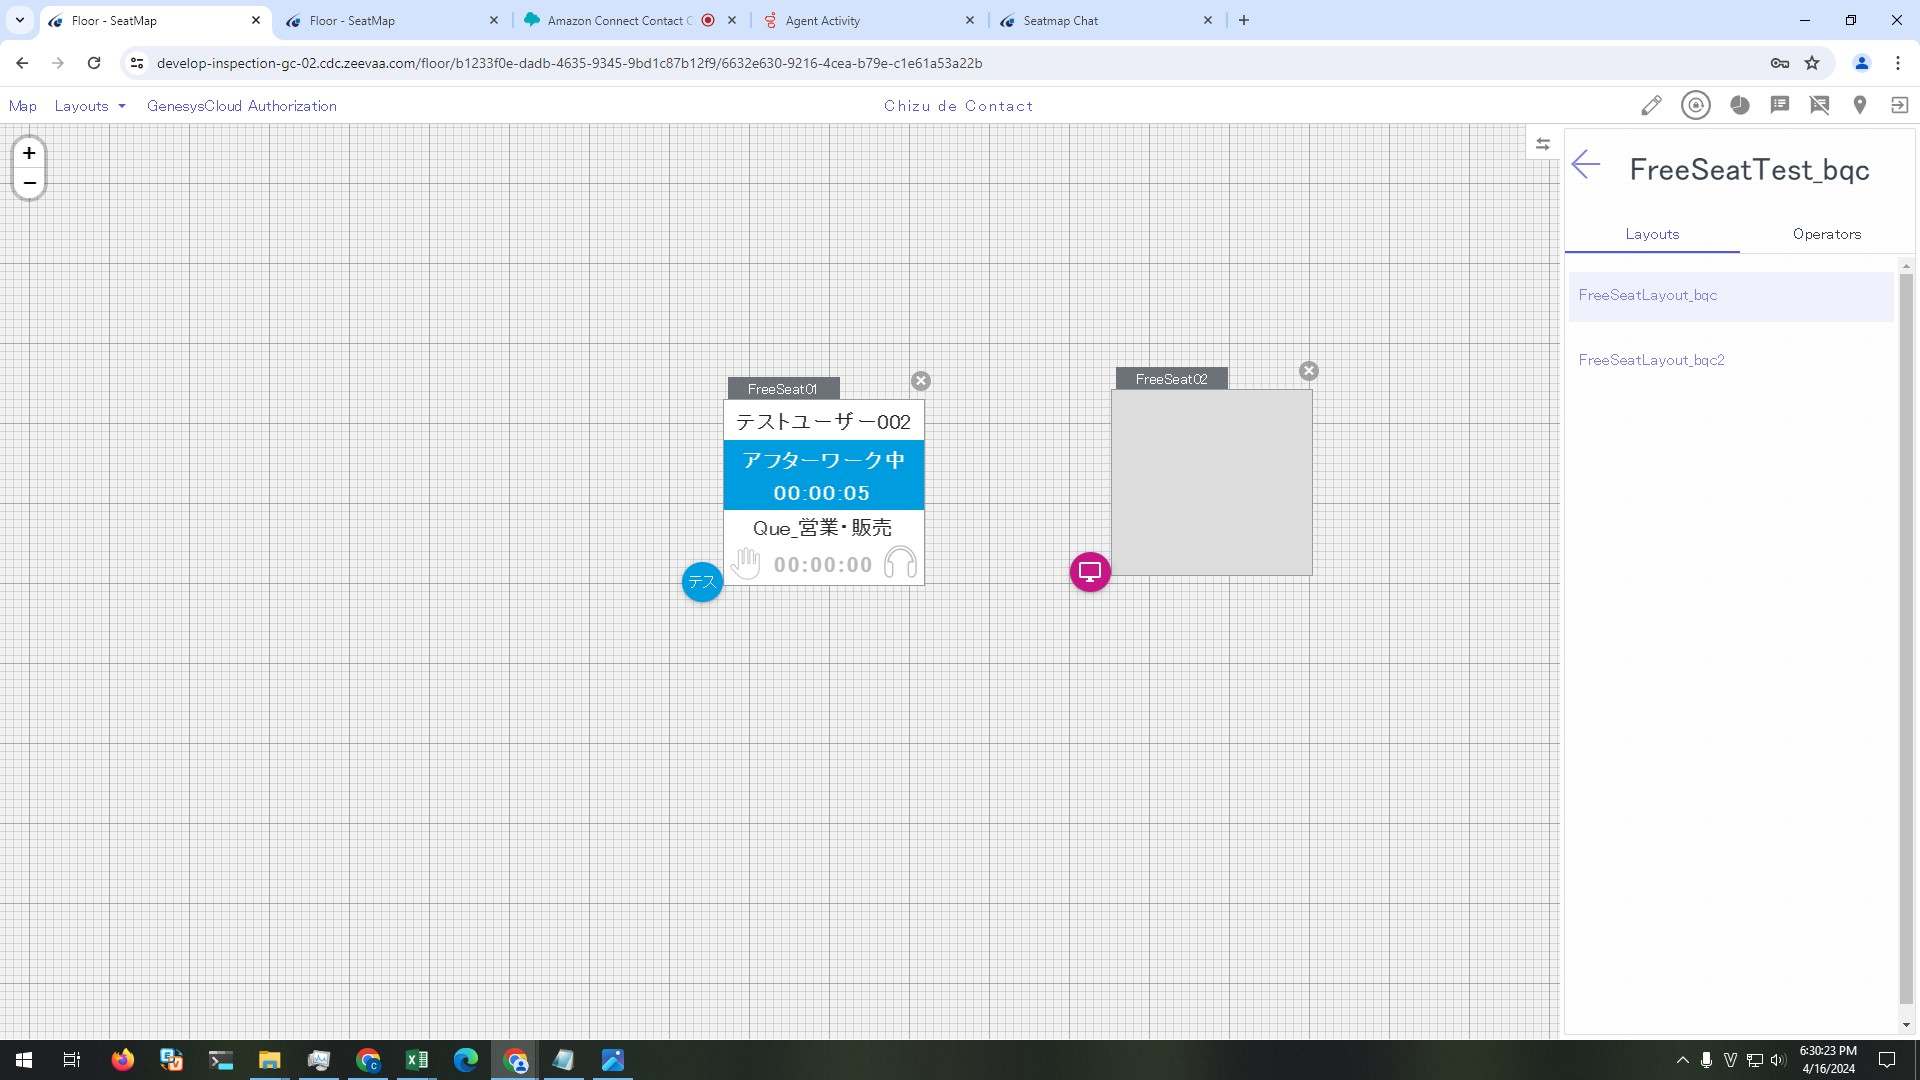 Floor - SeatMap
Floor - SeatMap
Amazon Connect Contact C
Agent Activity
Seatmap Chat
develop-inspection-gc-02.cdc.zeevaa.com/floor/b1233f0e-dadb-4635-9345-9bd1c87b12f9/6632e630-9216-4cea-b79e-c1e61a53a22b
Map
Layouts
GenesysCloud Authorization
Chizu de Contact
+
−
FreeSeatTest_bqc
Layouts
Operators
FreeSeatLayout_bqc
FreeSeatLayout_bqc2
FreeSeat01
テストユーザー002
アフターワーク中
00:00:05
Que_営業・販売
00:00:00
テス
FreeSeat02
6:30:23 PM
4/16/2024